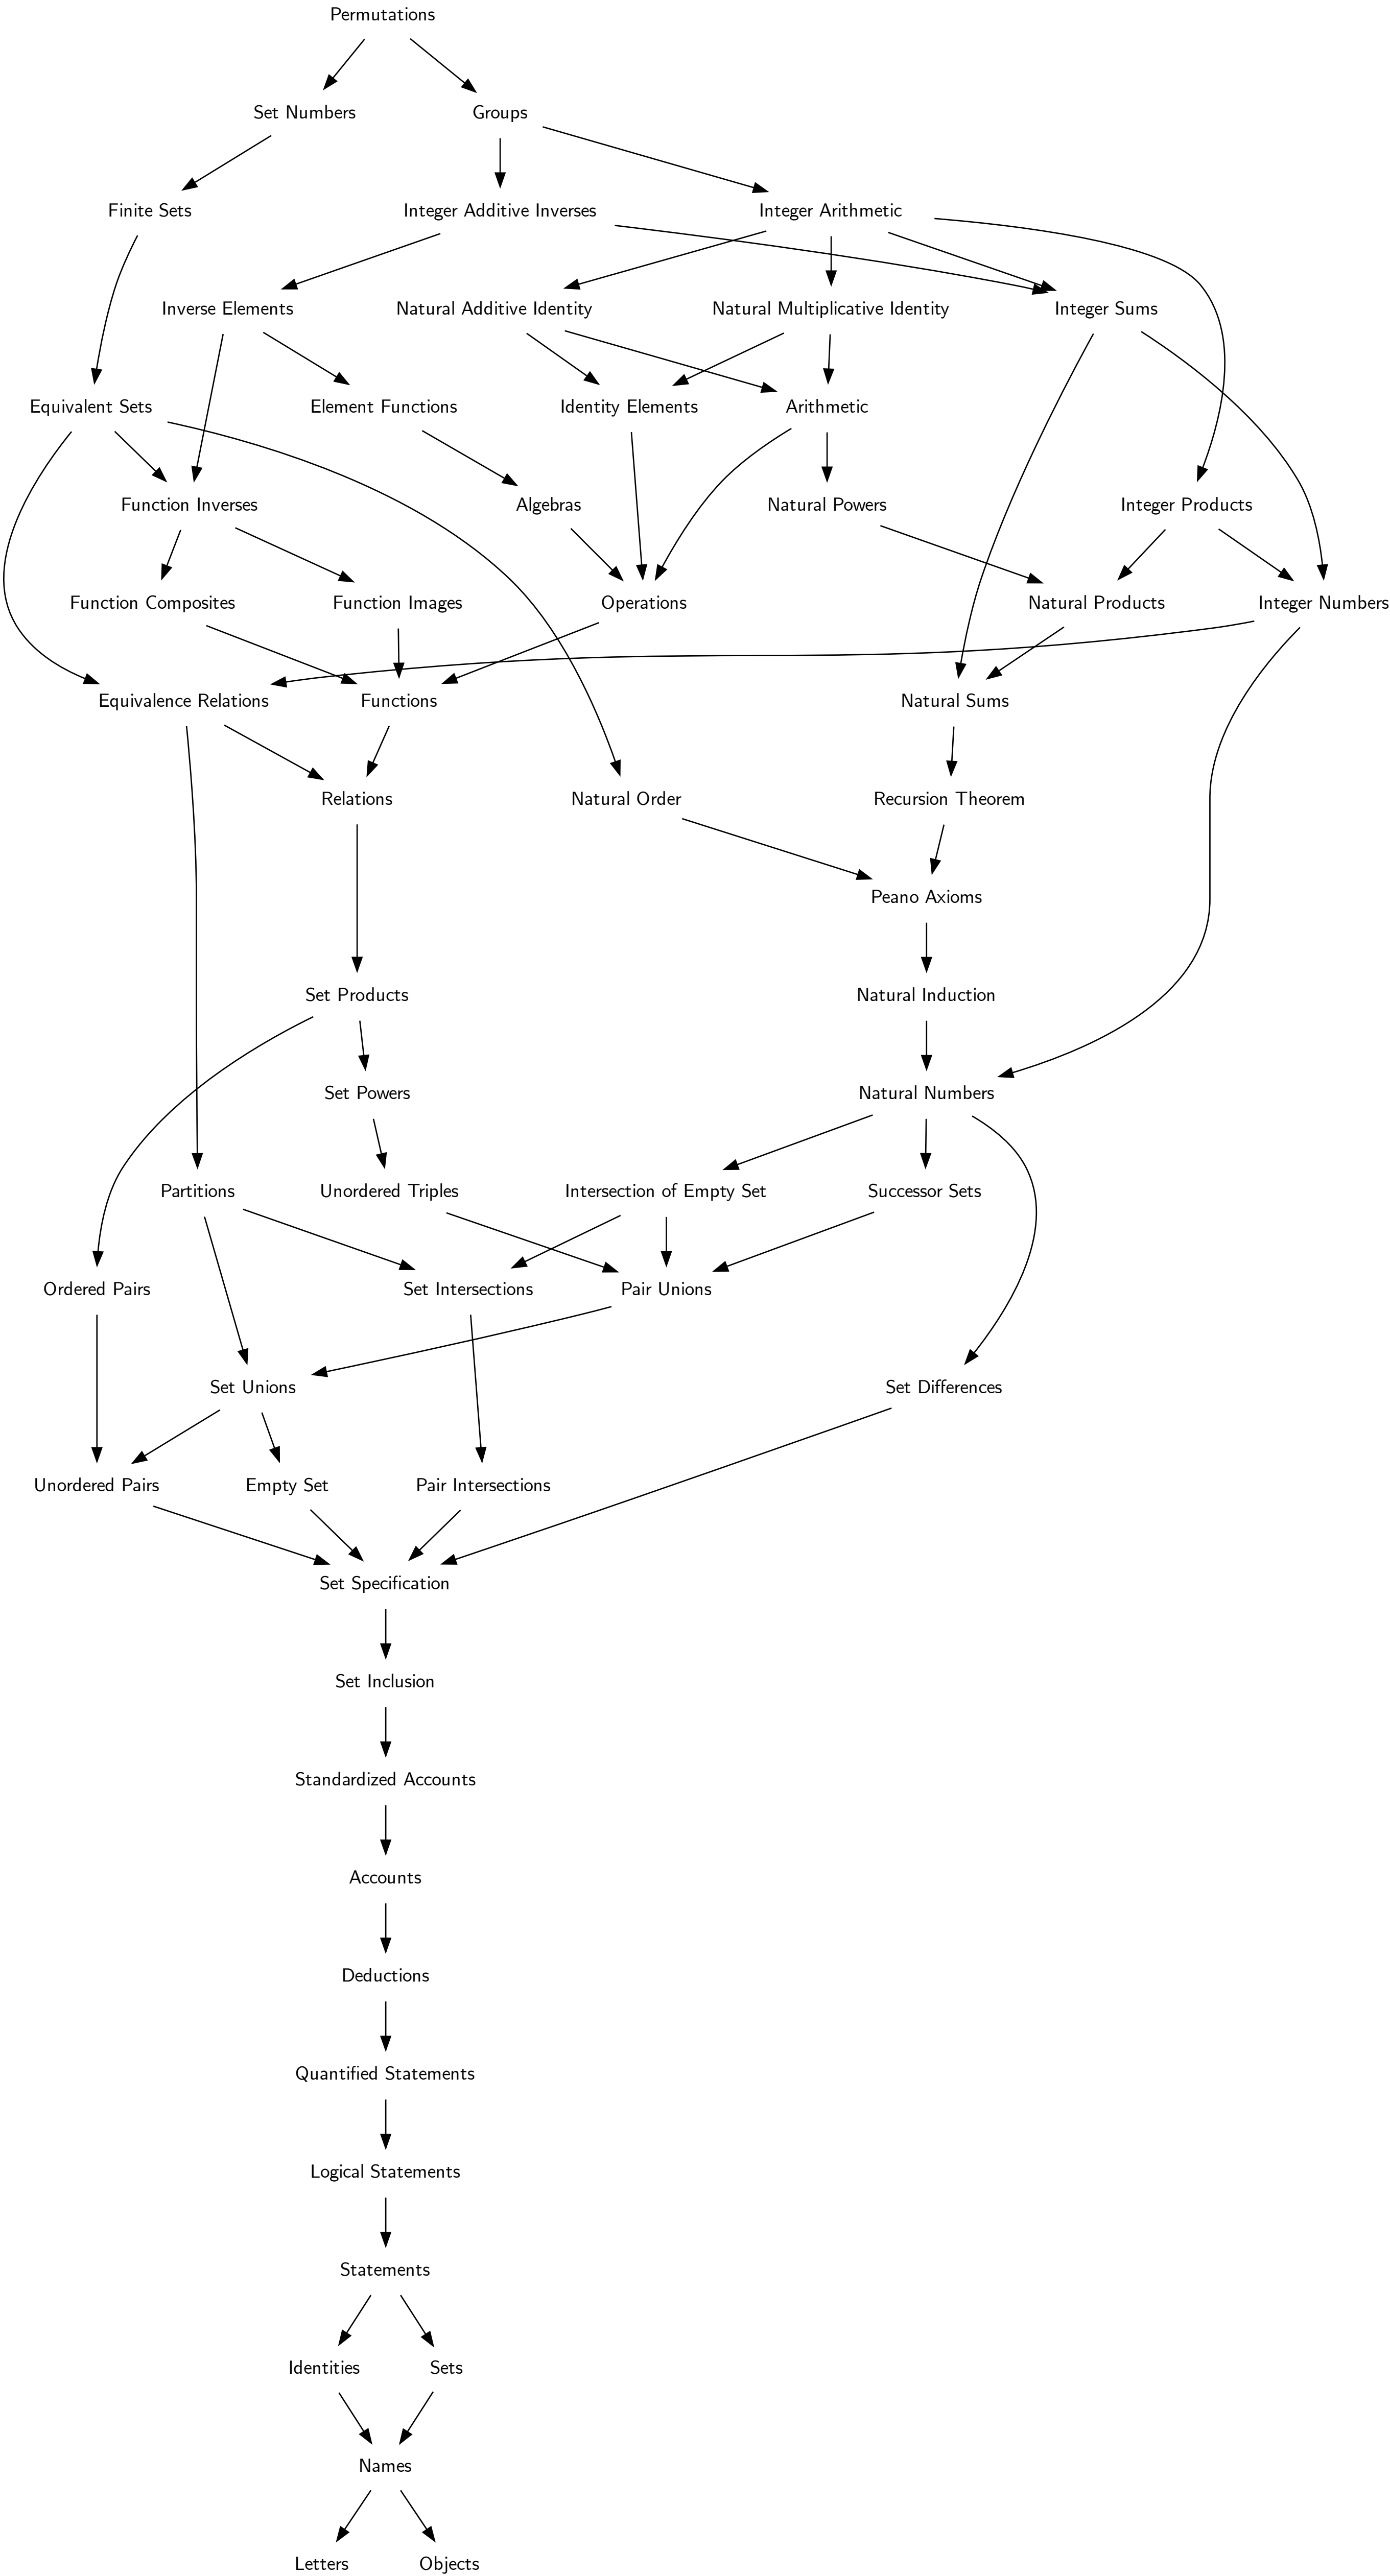 Permutations
Set Numbers
Groups
Finite Sets
Integer Additive Inverses
Integer Arithmetic
Inverse Elements
Natural Additive Identity
Natural Multiplicative Identity
Integer Sums
Equivalent Sets
Element Functions
Identity Elements
Arithmetic
Function Inverses
Algebras
Natural Powers
Integer Products
Function Composites
Function Images
Operations
Natural Products
Integer Numbers
Equivalence Relations
Functions
Natural Sums
Relations
Natural Order
Recursion Theorem
Peano Axioms
Set Products
Natural Induction
Set Powers
Natural Numbers
Partitions
Unordered Triples
Intersection of Empty Set
Successor Sets
Ordered Pairs
Set Intersections
Pair Unions
Set Unions
Set Differences
Unordered Pairs
Empty Set
Pair Intersections
Set Specification
Set Inclusion
Standardized Accounts
Accounts
Deductions
Quantified Statements
Logical Statements
Statements
Identities
Sets
Names
Letters
Objects